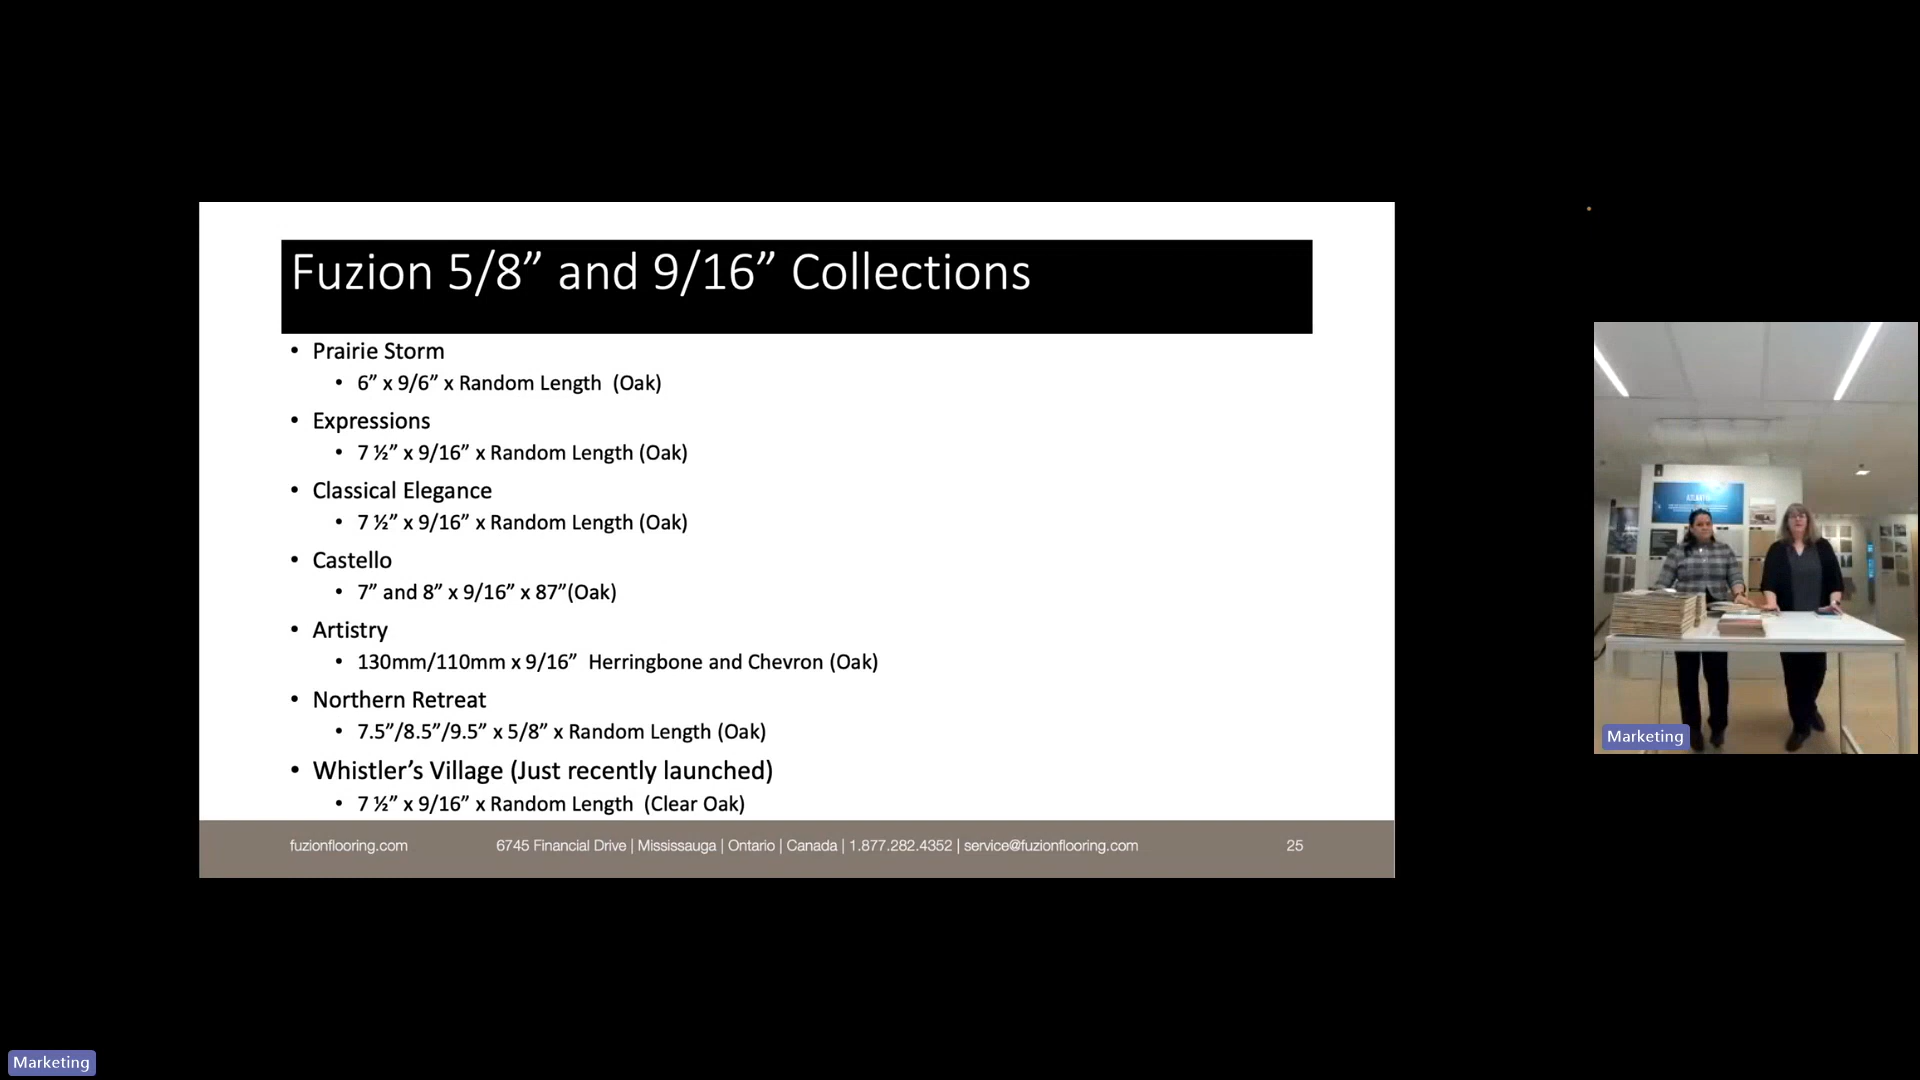 Fuzion 5/8” and 9/16” Collections
• Prairie Storm
• 6” x 9/6” x Random Length (Oak)
• Expressions
• 7 ½” x 9/16” x Random Length (Oak)
• Classical Elegance
• 7 ½” x 9/16” x Random Length (Oak)
• Castello
• 7” and 8” x 9/16” x 87”(Oak)
• Artistry
• 130mm/110mm x 9/16” Herringbone and Chevron (Oak)
• Northern Retreat
• 7.5”/8.5”/9.5” x 5/8” x Random Length (Oak)
• Whistler’s Village (Just recently launched)
• 7 ½” x 9/16” x Random Length (Clear Oak)
fuzionflooring.com 6745 Financial Drive | Mississauga | Ontario | Canada | 1.877.282.4352 | service@fuzionflooring.com 25
Marketing
Marketing